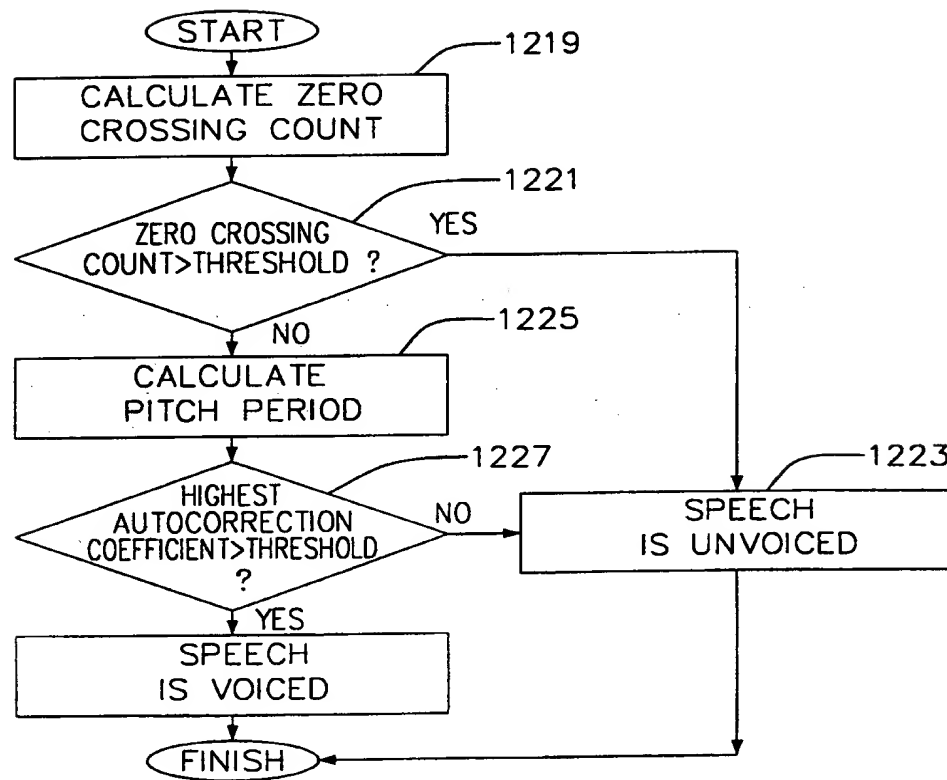 START
1219
CALCULATE ZERO
CROSSING COUNT
1221
ZERO CROSSING
COUNT>THRESHOLD ?
YES
NO
1225
CALCULATE
PITCH PERIOD
1227
HIGHEST
AUTOCORRECTION
COEFFICIENT>THRESHOLD
?
NO
1223
SPEECH
IS UNVOICED
YES
SPEECH
IS VOICED
FINISH